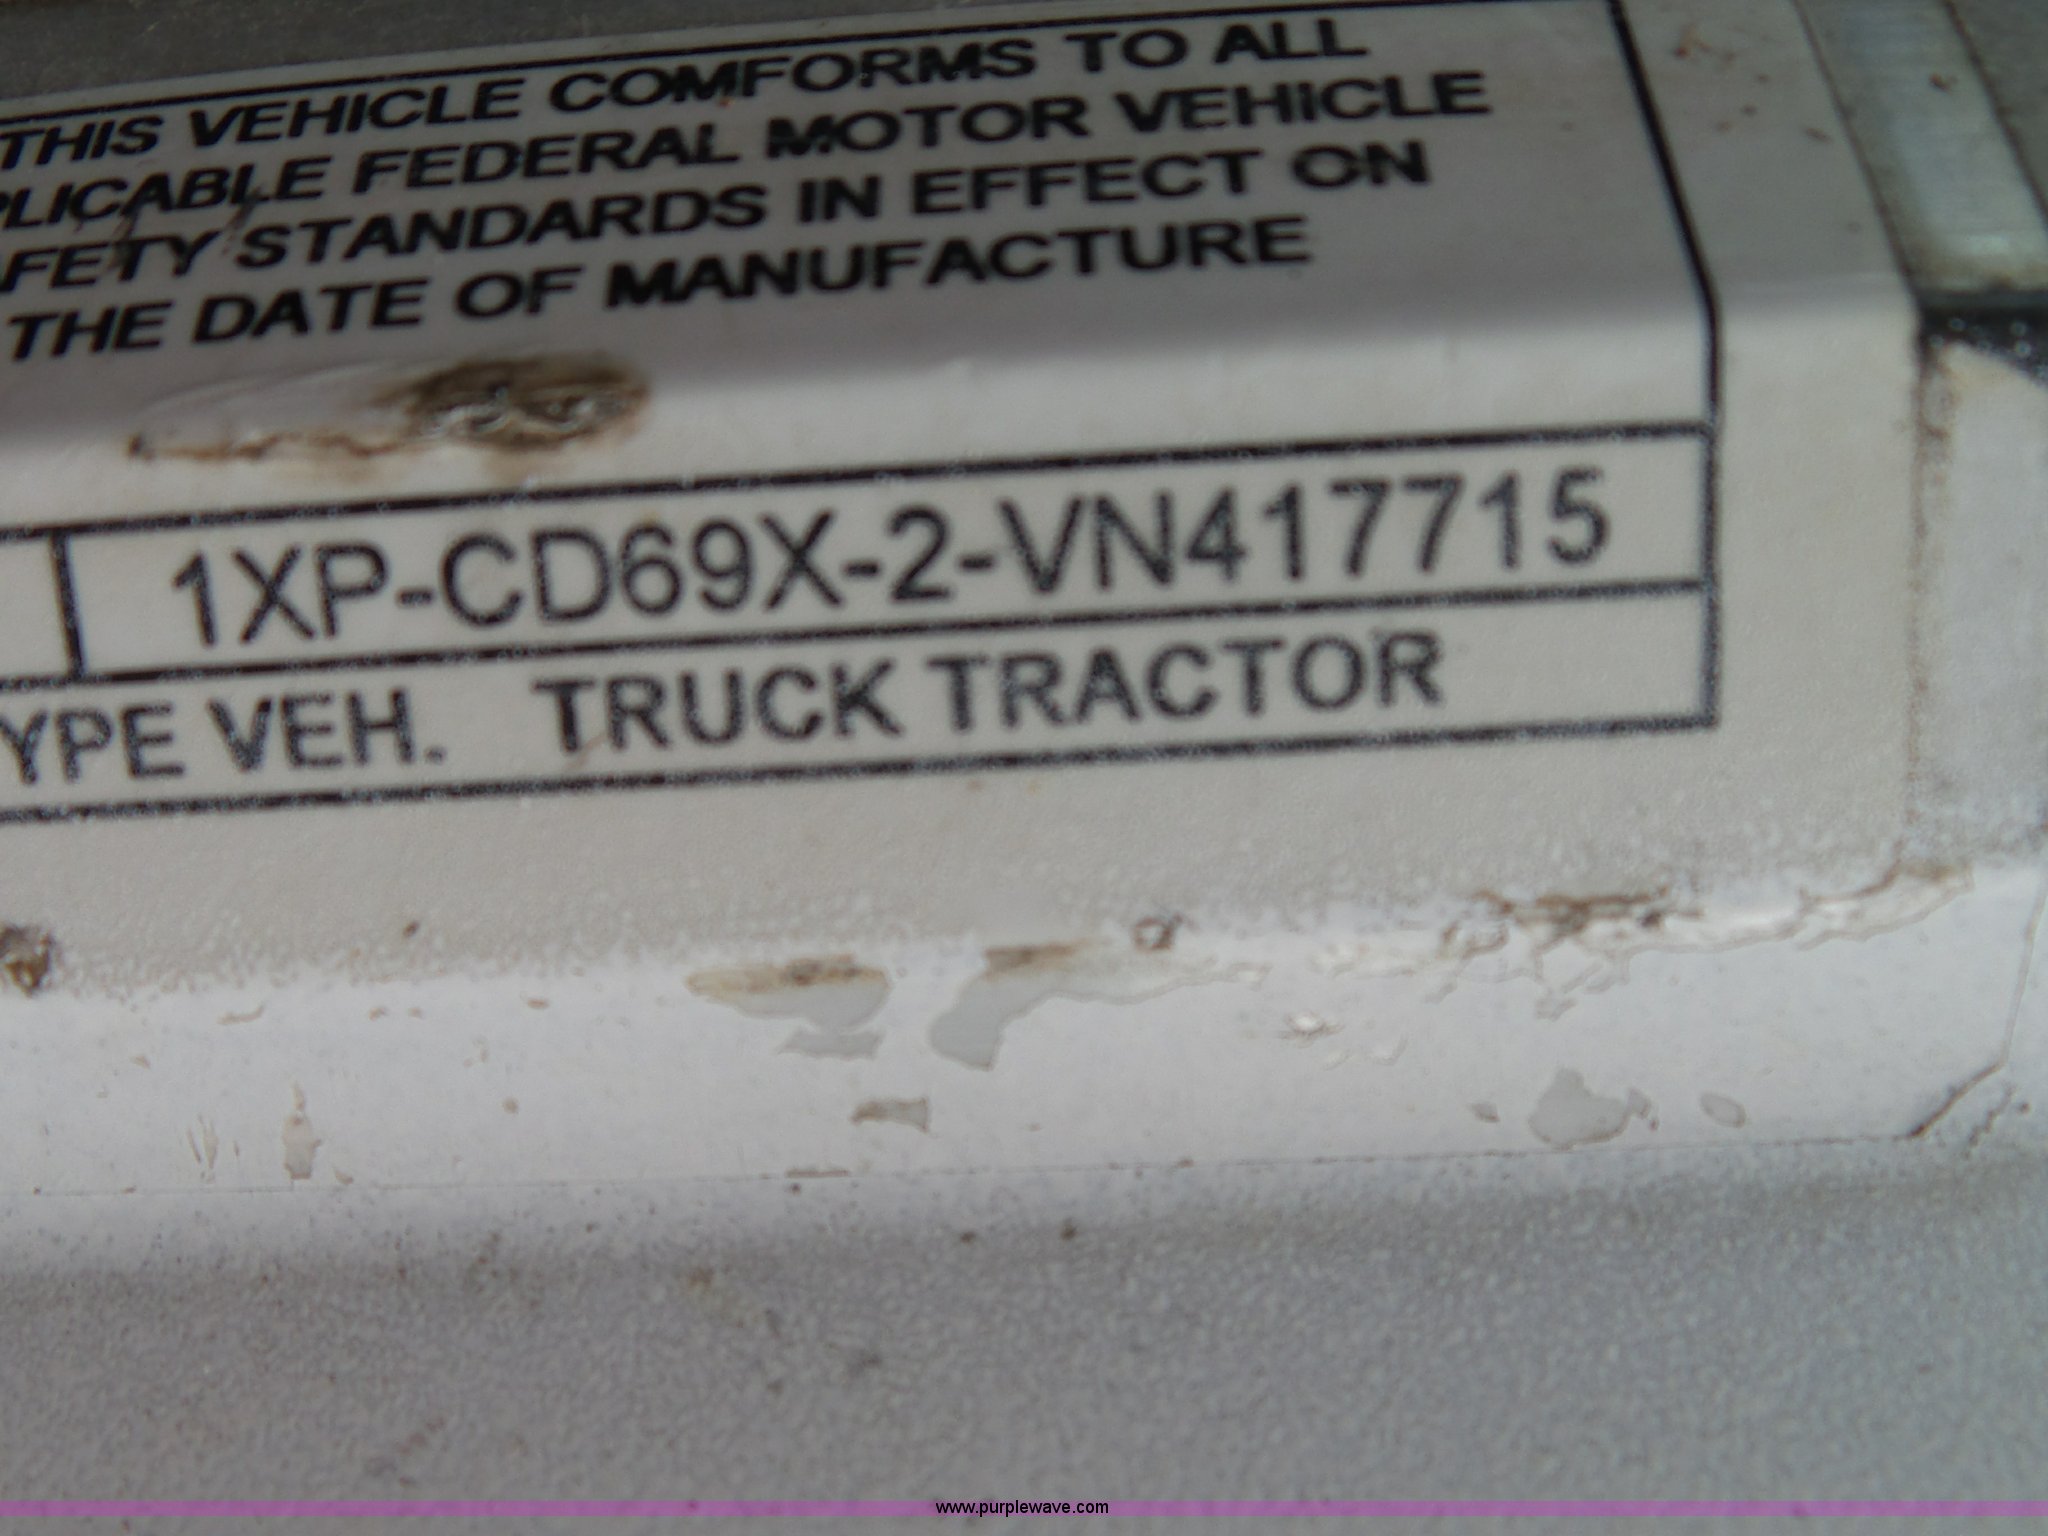 THIS VEHICLE COMFORMS TO ALL
PLICABLE FEDERAL MOTOR VEHICLE
AFETY STANDARDS IN EFFECT ON
THE DATE OF MANUFACTURE
1XP-CD69X-2-VN417715
YPE VEH. TRUCK TRACTOR
www.purplewave.com